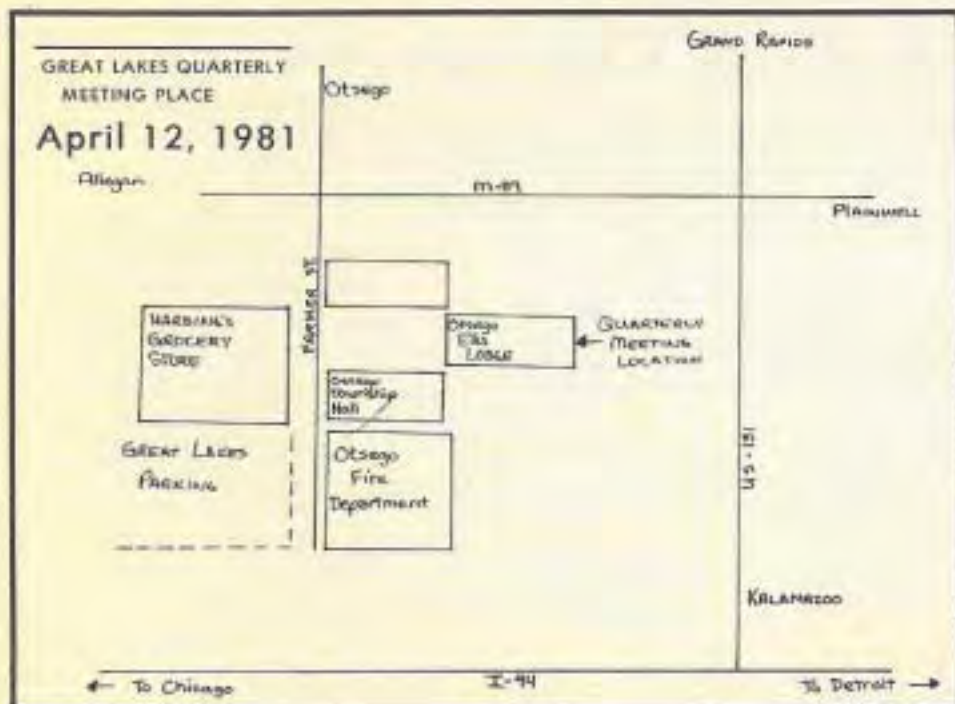 GREAT LAKES QUARTERLY
MEETING PLACE
April 12, 1981
GRAND RAPIDS
Otsego
Allegan
M-89
PLAINWELL
FARMER ST.
HARDING'S
GROCERY
STORE
Otsego
Elks
LODGE
QUARTERLY
MEETING
LOCATION
Otsego
Township
Hall
GREAT LAKES
PARKING
Otsego
Fire
Department
US-131
KALAMAZOO
To Chicago
I-94
To Detroit